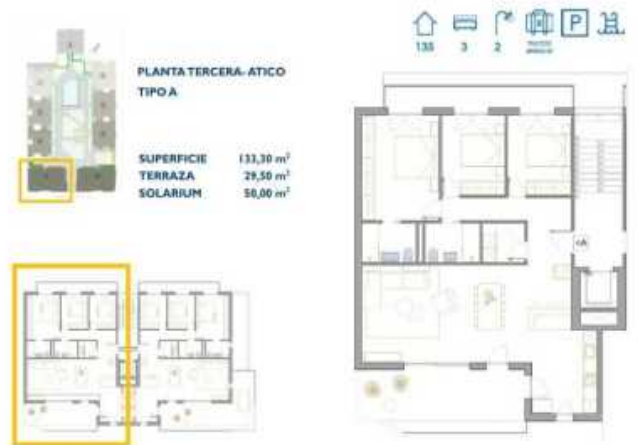 PLANTA TERCERA- ATICO
TIPO A
SUPERFICIE 133,30 m²
TERRAZA 29,50 m²
SOLARIUM 50,00 m²
135 3 2
P
<A